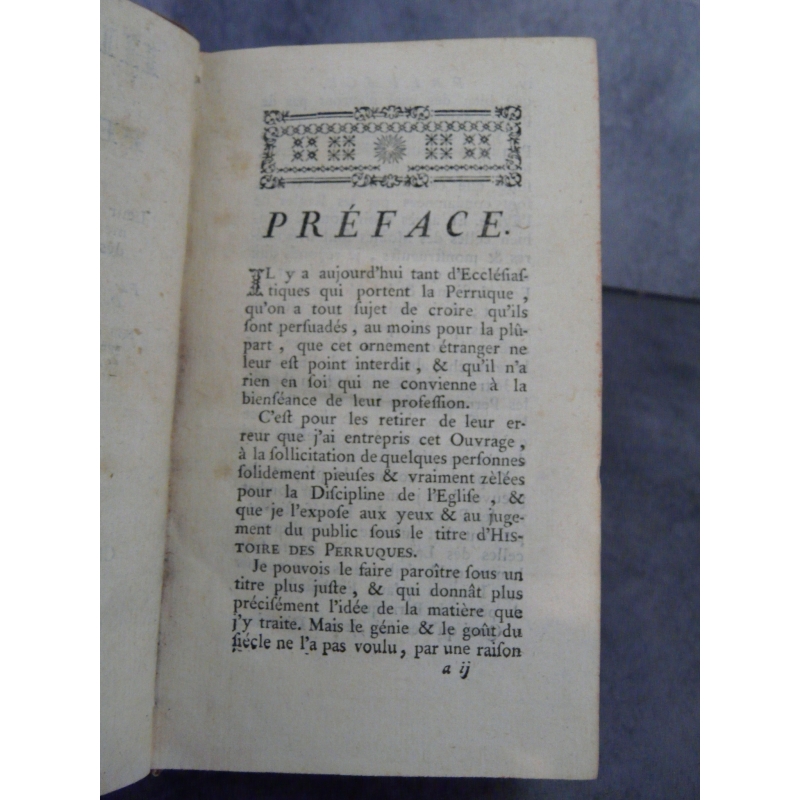 PRÉFACE.
IL y a aujourd'hui tant d'Eccléſiaſ-
tiques qui portent la Perruque,
qu'on a tout ſujet de croire qu'ils
ſont perſuadés, au moins pour la plû-
part, que cet ornement étranger ne
leur eſt point interdit, & qu'il n'a
rien en ſoi qui ne convienne à la
bienſéance de leur profeſſion.
C'eſt pour les retirer de leur er-
reur que j'ai entrepris cet Ouvrage,
à la ſollicitation de quelques perſonnes
ſolidement pieuſes & vraiment zèlées
pour la Diſcipline de l'Egliſe, &
que je l'expoſe aux yeux & au juge-
ment du public ſous le titre d'HIS-
TOIRE DES PERRUQUES.
Je pouvois le faire paroître ſous un
titre plus juſte, & qui donnât plus
préciſément l'idée de la matière que
j'y traite. Mais le génie & le goût du
ſiécle ne l'a pas voulu, par une raiſon
a ij